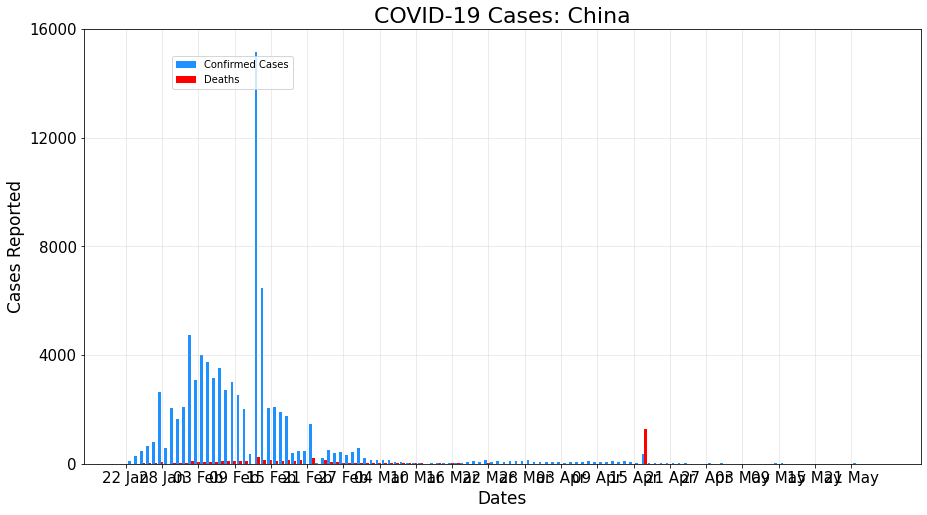 COVID-19 Cases: China
16000
Confirmed Cases
Deaths
12000
8000
4000
0
Cases Reported
22 Jan 28 Jan 03 Feb 09 Feb 15 Feb 21 Feb 27 Feb 04 Mar 10 Mar 16 Mar 22 Mar 28 Mar 03 Apr 09 Apr 15 Apr 21 Apr 27 Apr 03 May 09 May 15 May 21 May
Dates